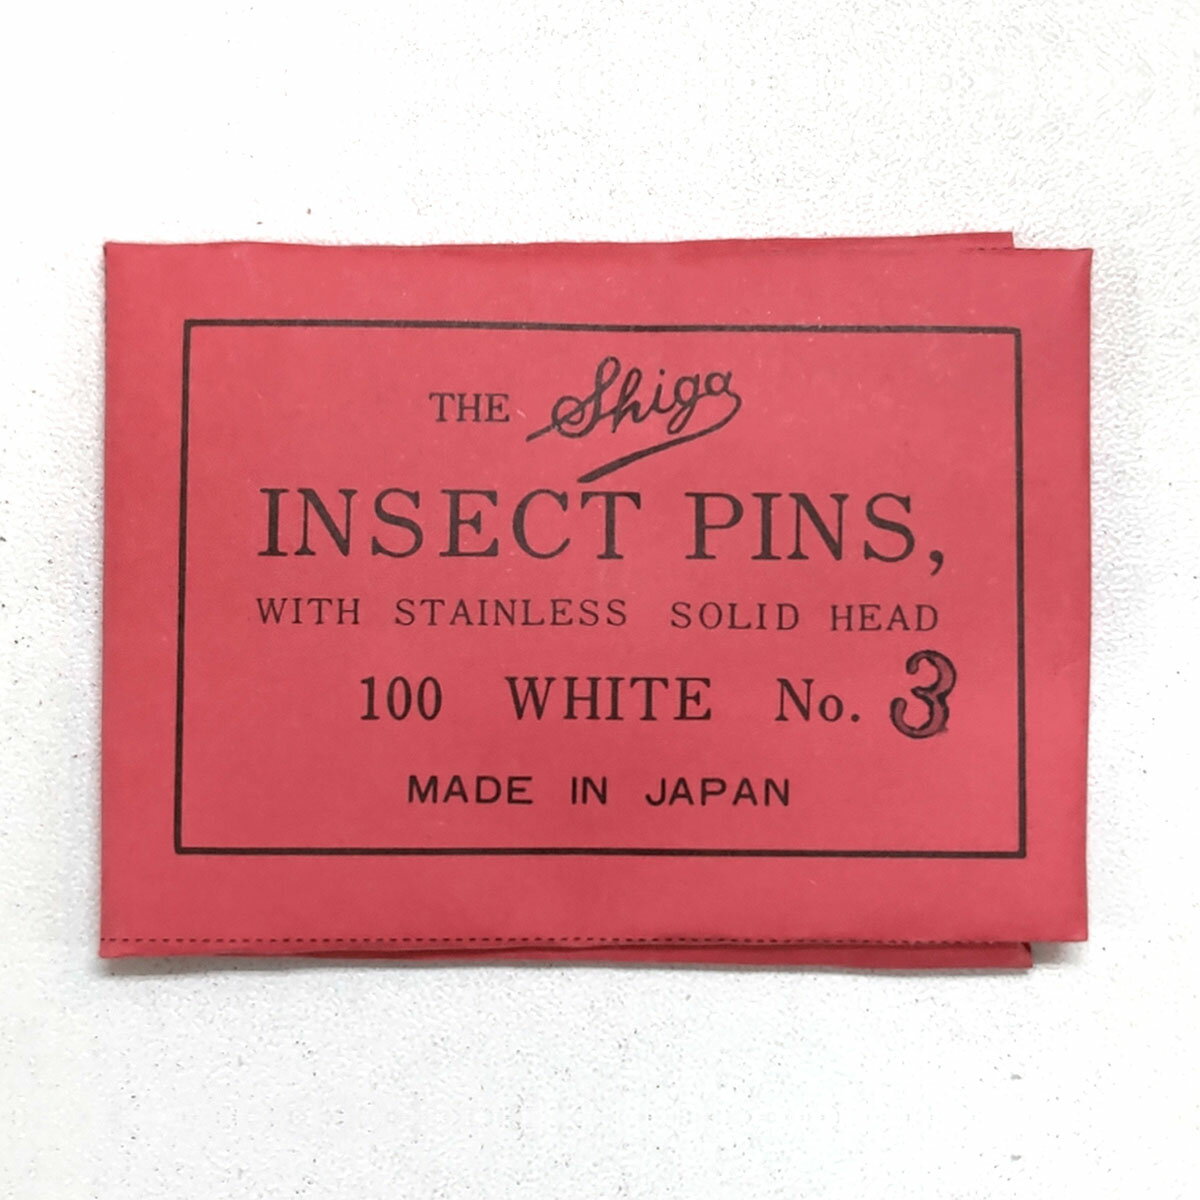 THE Shiga
INSECT PINS,
WITH STAINLESS SOLID HEAD
100 WHITE No. 3
MADE IN JAPAN